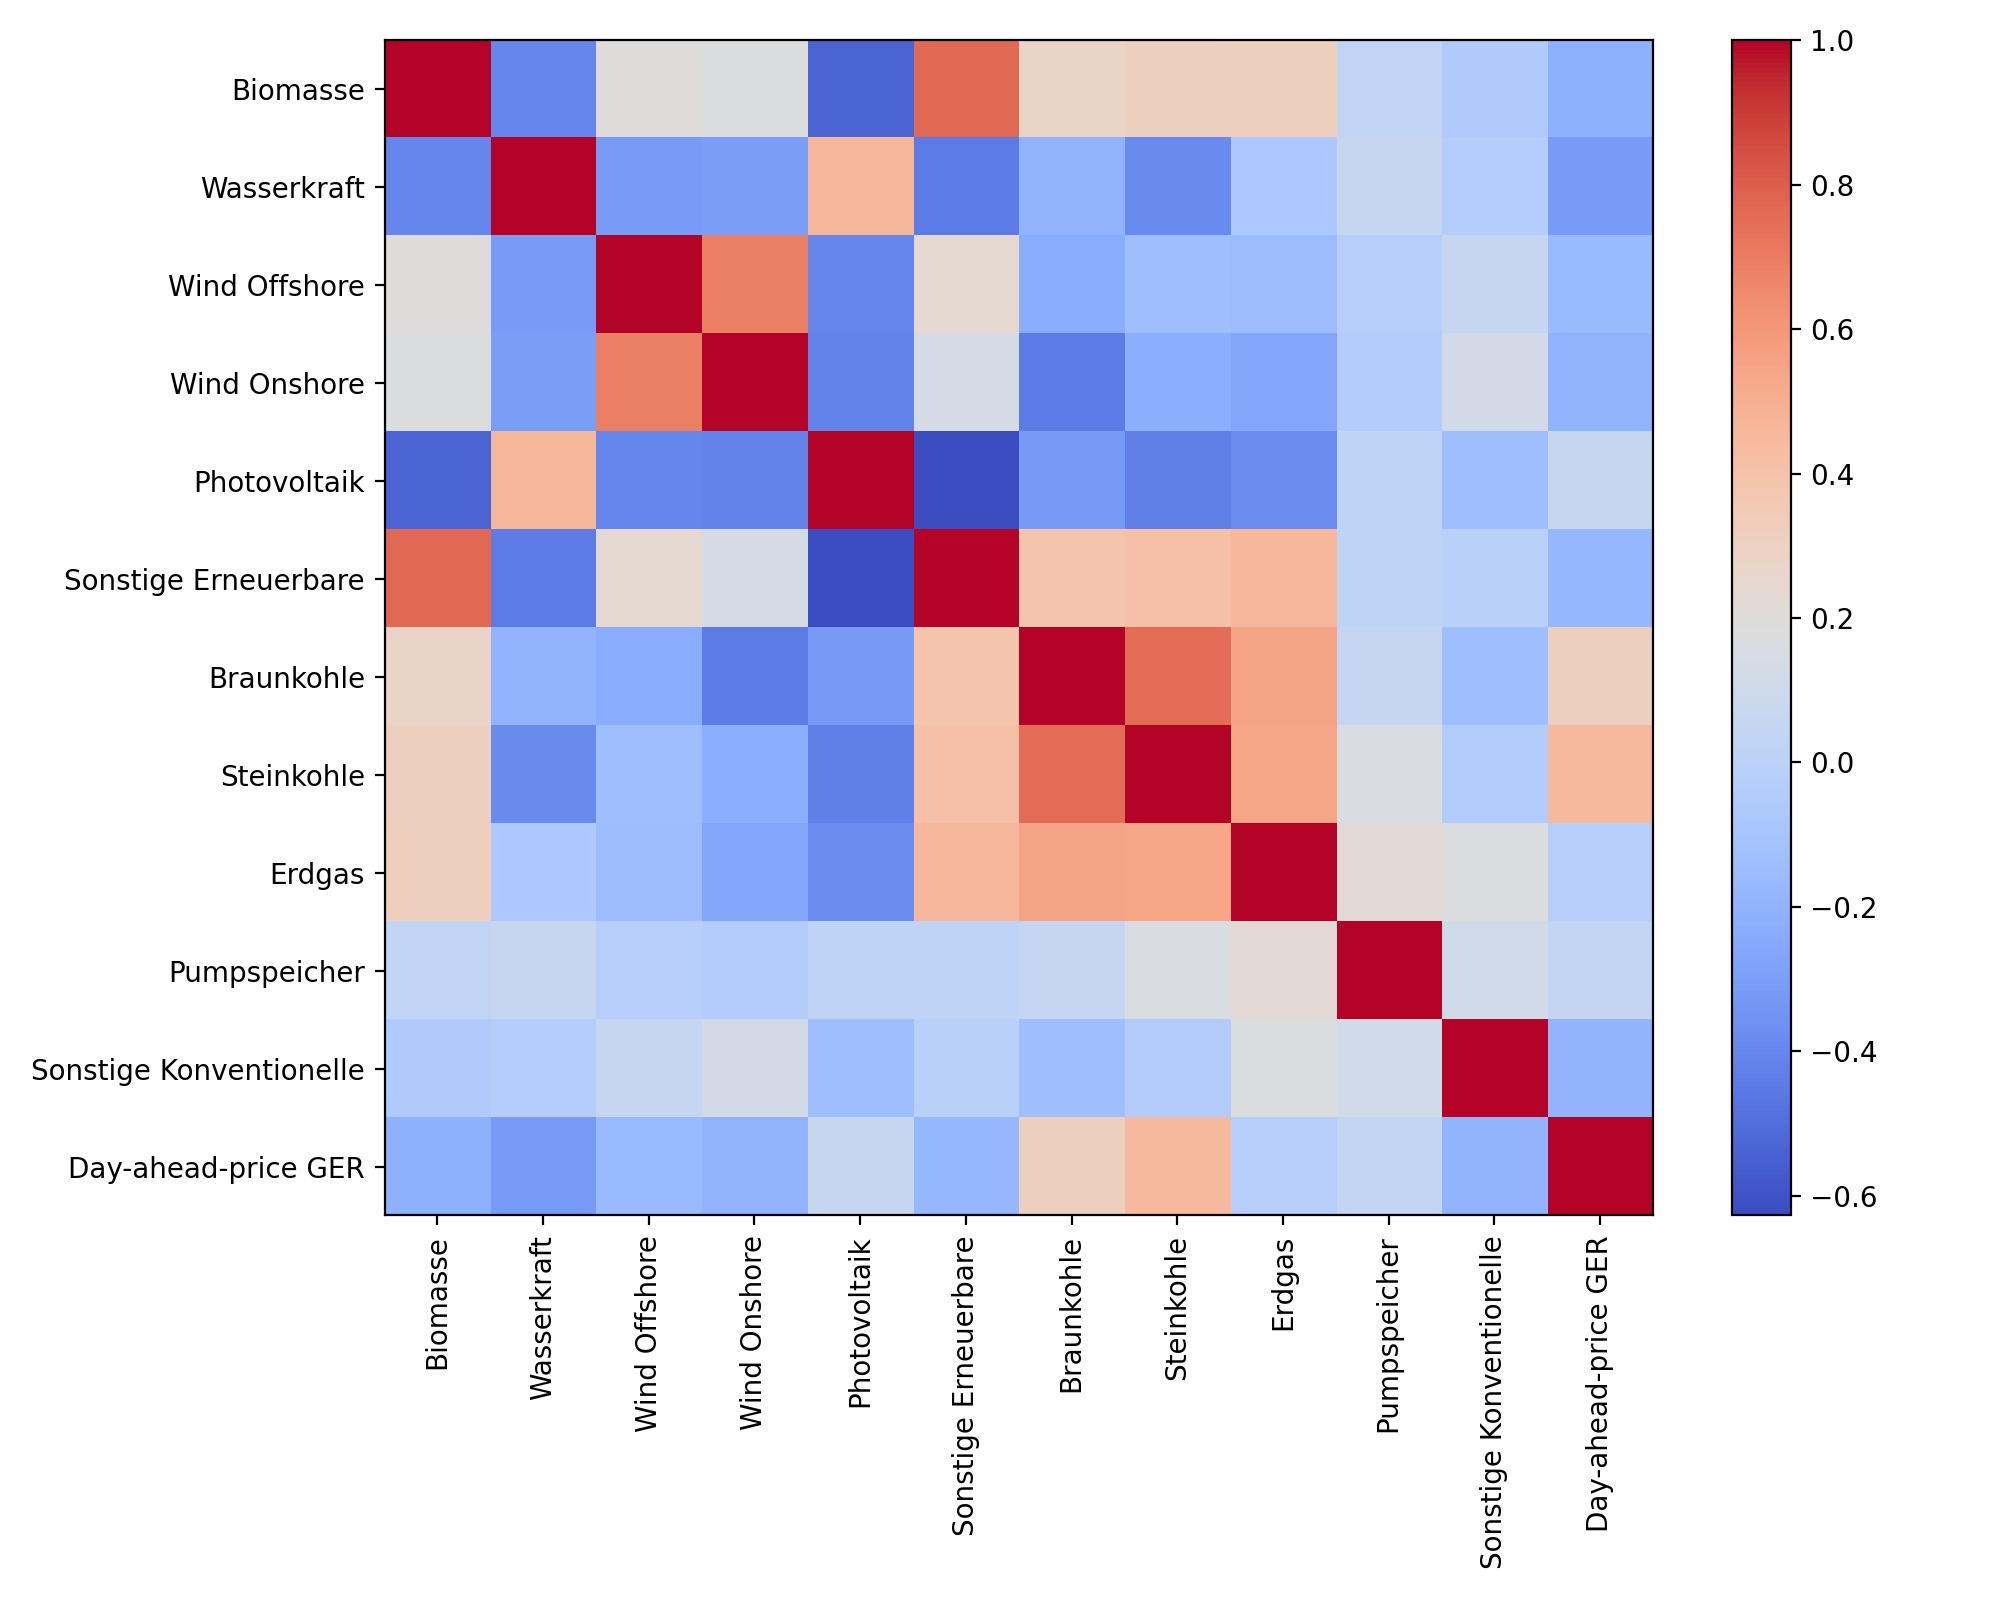 Biomasse
Wasserkraft
Wind Offshore
Wind Onshore
Photovoltaik
Sonstige Erneuerbare
Braunkohle
Steinkohle
Erdgas
Pumpspeicher
Sonstige Konventionelle
Day-ahead-price GER
Biomasse
Wasserkraft
Wind Offshore
Wind Onshore
Photovoltaik
Sonstige Erneuerbare
Braunkohle
Steinkohle
Erdgas
Pumpspeicher
Sonstige Konventionelle
Day-ahead-price GER
1.0
0.8
0.6
0.4
0.2
0.0
−0.2
−0.4
−0.6